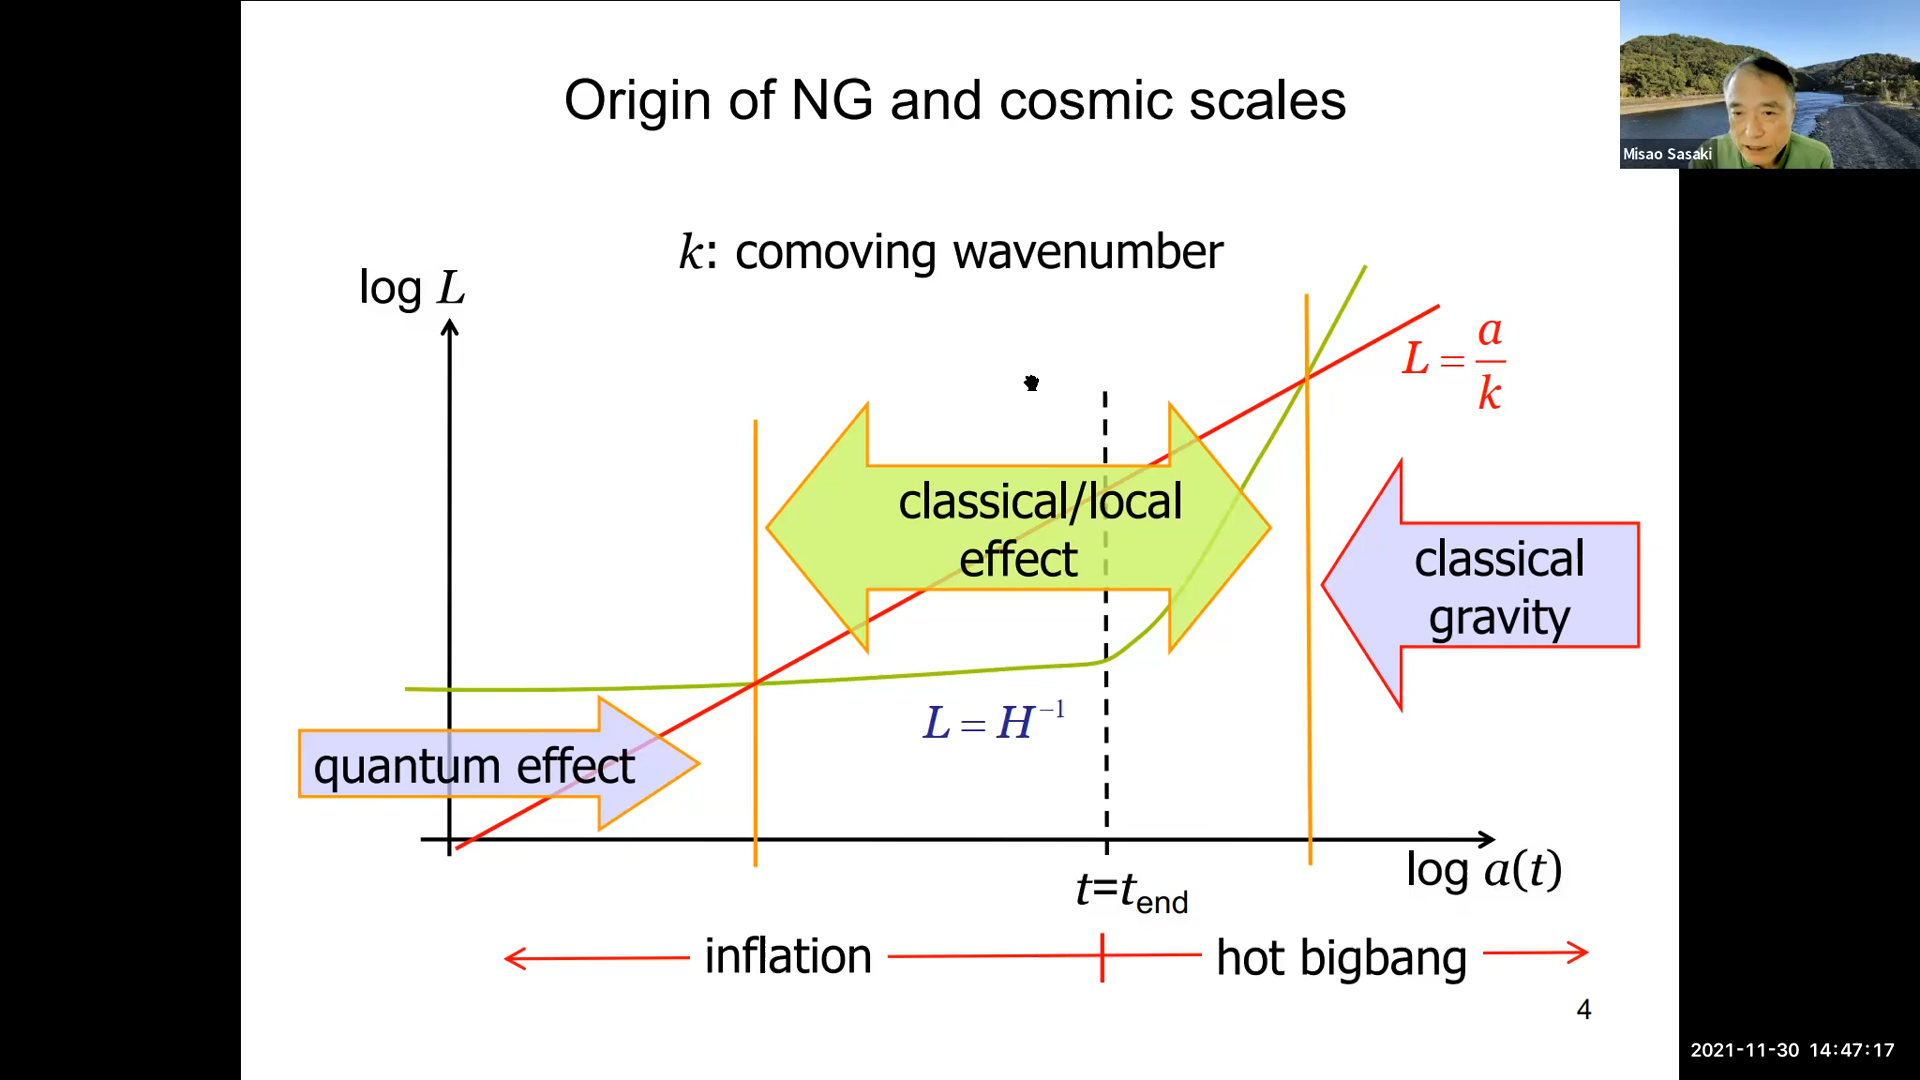 Origin of NG and cosmic scales
Misao Sasaki
k: comoving wavenumber
log L
L = a/k
classical/local
effect
classical
gravity
L = H⁻¹
quantum effect
log a(t)
t=t_end
inflation
hot bigbang
4
2021-11-30 14:47:17